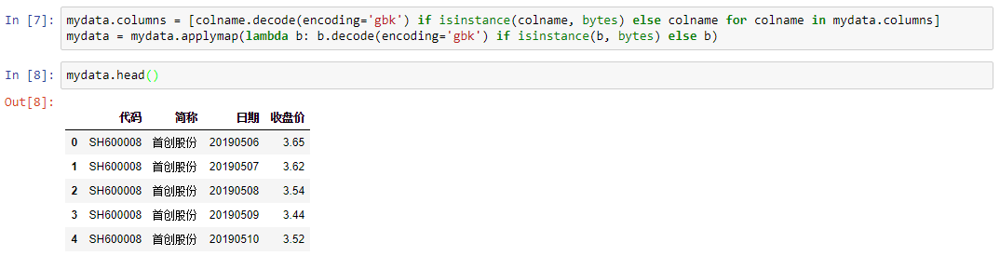 In [7]: mydata.columns = [colname.decode(encoding='gbk') if isinstance(colname, bytes) else colname for colname in mydata.columns]
mydata = mydata.applymap(lambda b: b.decode(encoding='gbk') if isinstance(b, bytes) else b)
In [8]: mydata.head()
Out[8]:
代码 简称 日期 收盘价
0 SH600008 首创股份 20190506 3.65
1 SH600008 首创股份 20190507 3.62
2 SH600008 首创股份 20190508 3.54
3 SH600008 首创股份 20190509 3.44
4 SH600008 首创股份 20190510 3.52